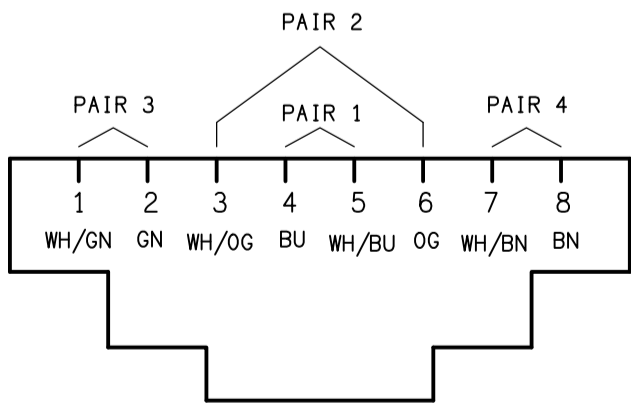 PAIR 2
PAIR 3 PAIR 1 PAIR 4
1 2 3 4 5 6 7 8
WH/GN GN WH/OG BU WH/BU OG WH/BN BN